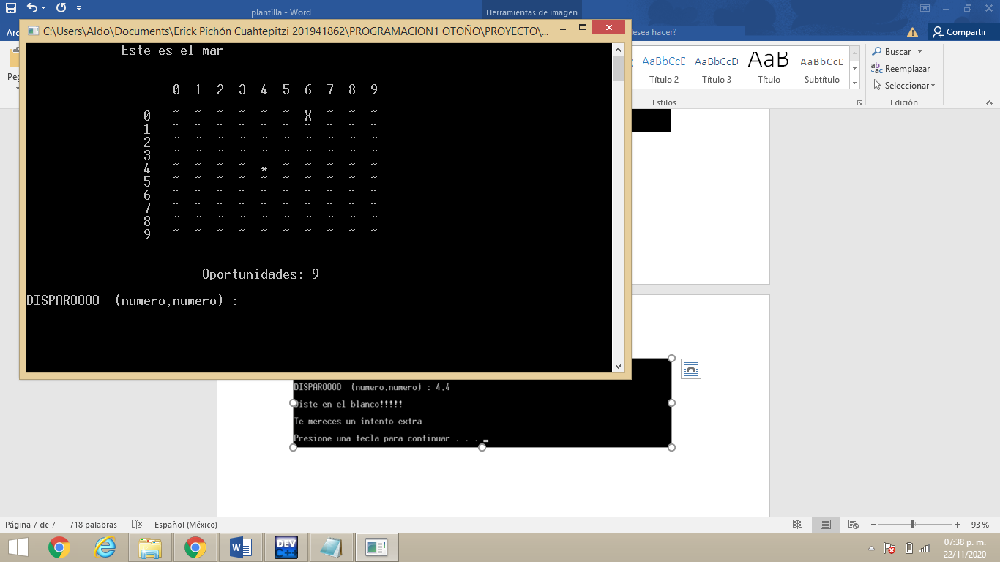 plantilla - Word
Herramientas de imagen
C:\Users\Aldo\Documents\Erick Pichón Cuahtepitzi 201941862\PROGRAMACION1 OTOÑO\PROYECTO\...
esea hacer?
Compartir
Buscar
Reemplazar
Seleccionar
Edición
AaBbCcD AaBbCcD AaB AaBbCcD
Título 2 Título 3 Título Subtítulo
Estilos
Este es el mar
0 1 2 3 4 5 6 7 8 9
0 ~ ~ ~ ~ ~ ~ X ~ ~ ~
1 ~ ~ ~ ~ ~ ~ ~ ~ ~ ~
2 ~ ~ ~ ~ ~ ~ ~ ~ ~ ~
3 ~ ~ ~ ~ ~ ~ ~ ~ ~ ~
4 ~ ~ ~ ~ * ~ ~ ~ ~ ~
5 ~ ~ ~ ~ ~ ~ ~ ~ ~ ~
6 ~ ~ ~ ~ ~ ~ ~ ~ ~ ~
7 ~ ~ ~ ~ ~ ~ ~ ~ ~ ~
8 ~ ~ ~ ~ ~ ~ ~ ~ ~ ~
9 ~ ~ ~ ~ ~ ~ ~ ~ ~ ~
Oportunidades: 9
DISPAROOOO (numero,numero) :
DISPAROOOO (numero,numero) : 4,4
Diste en el blanco!!!!!
Te mereces un intento extra
Presione una tecla para continuar . . .
Página 7 de 7 718 palabras Español (México) 93 %
DEV
C++
07:38 p. m.
22/11/2020